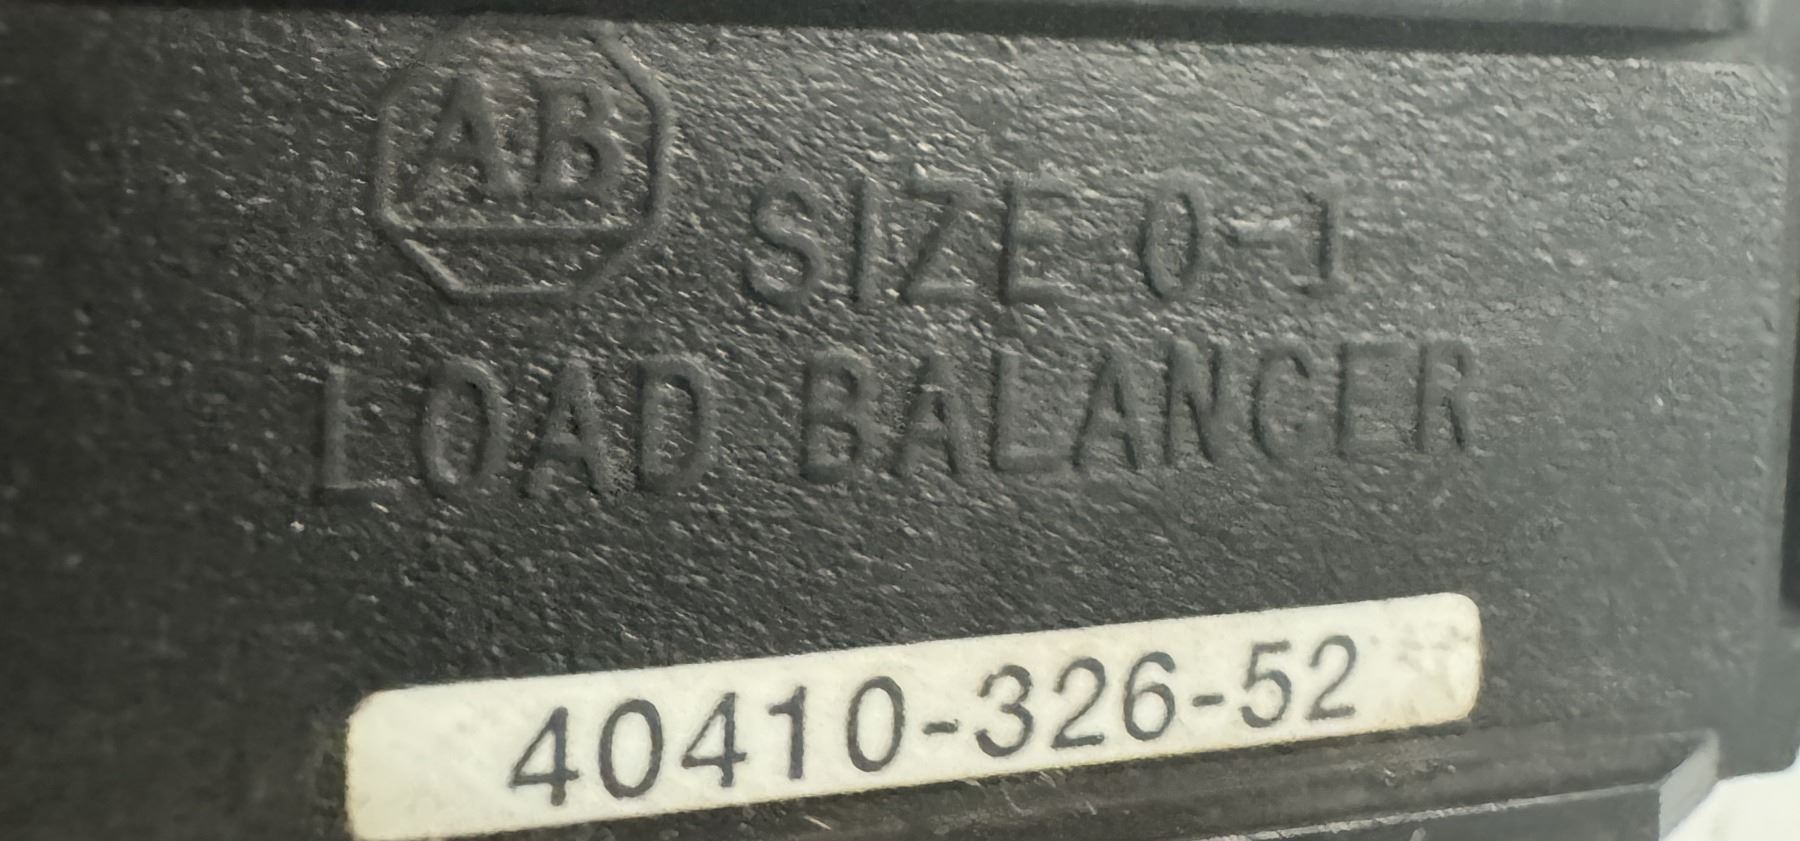 AB
SIZE 0-1
LOAD BALANCER
40410-326-52